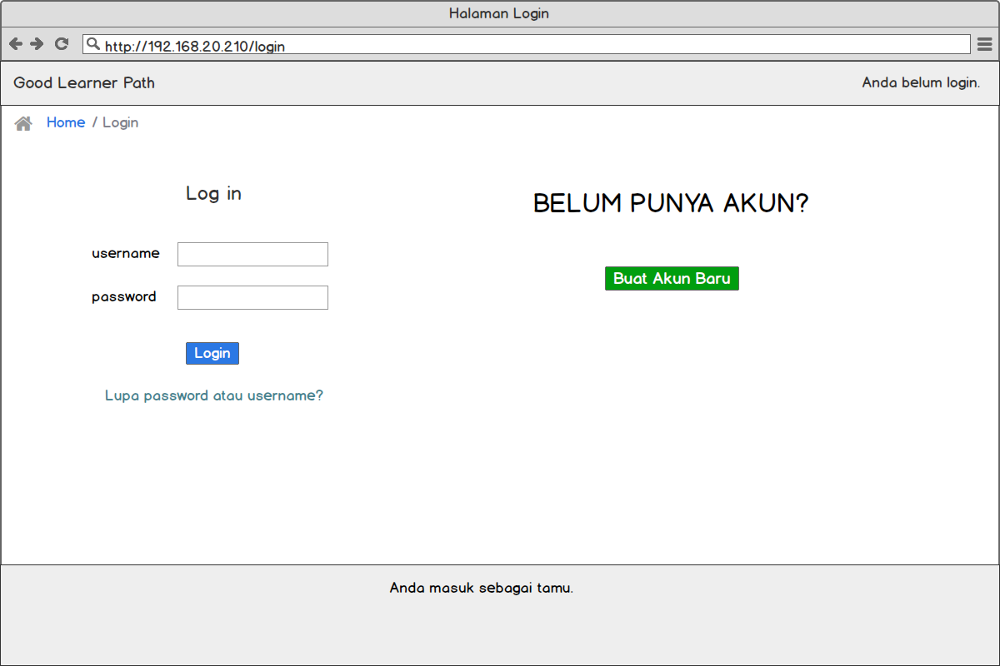 Halaman Login
http://192.168.20.210/login
Good Learner Path
Anda belum login.
Home / Login
Log in
username
password
Login
Lupa password atau username?
BELUM PUNYA AKUN?
Buat Akun Baru
Anda masuk sebagai tamu.